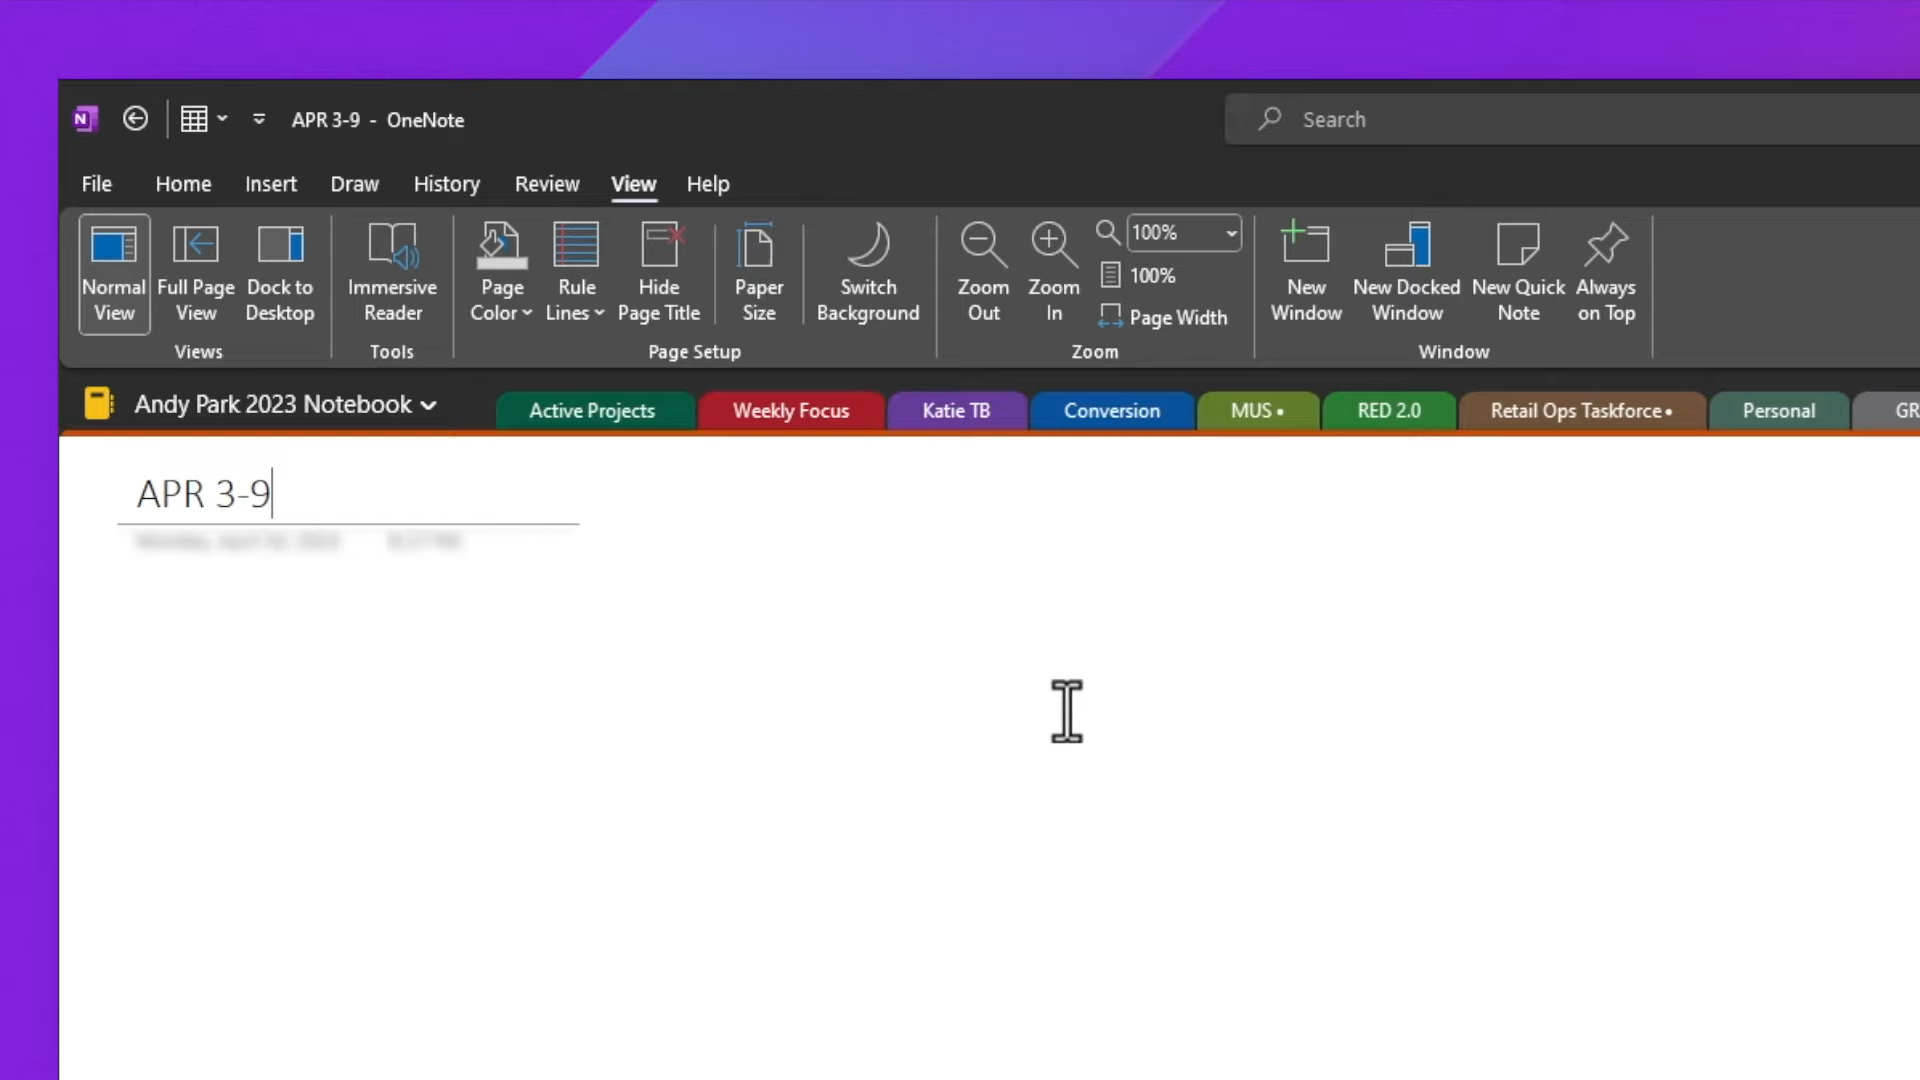 N APR 3-9 - OneNote Search
File Home Insert Draw History Review View Help
Normal View Full Page View Dock to Desktop Immersive Reader Page Color Rule Lines Hide Page Title Paper Size Switch Background Zoom Out Zoom In 100% 100% Page Width New Window New Docked Window New Quick Note Always on Top
Views Tools Page Setup Zoom Window
Andy Park 2023 Notebook Active Projects Weekly Focus Katie TB Conversion MUS • RED 2.0 Retail Ops Taskforce • Personal GR
APR 3-9